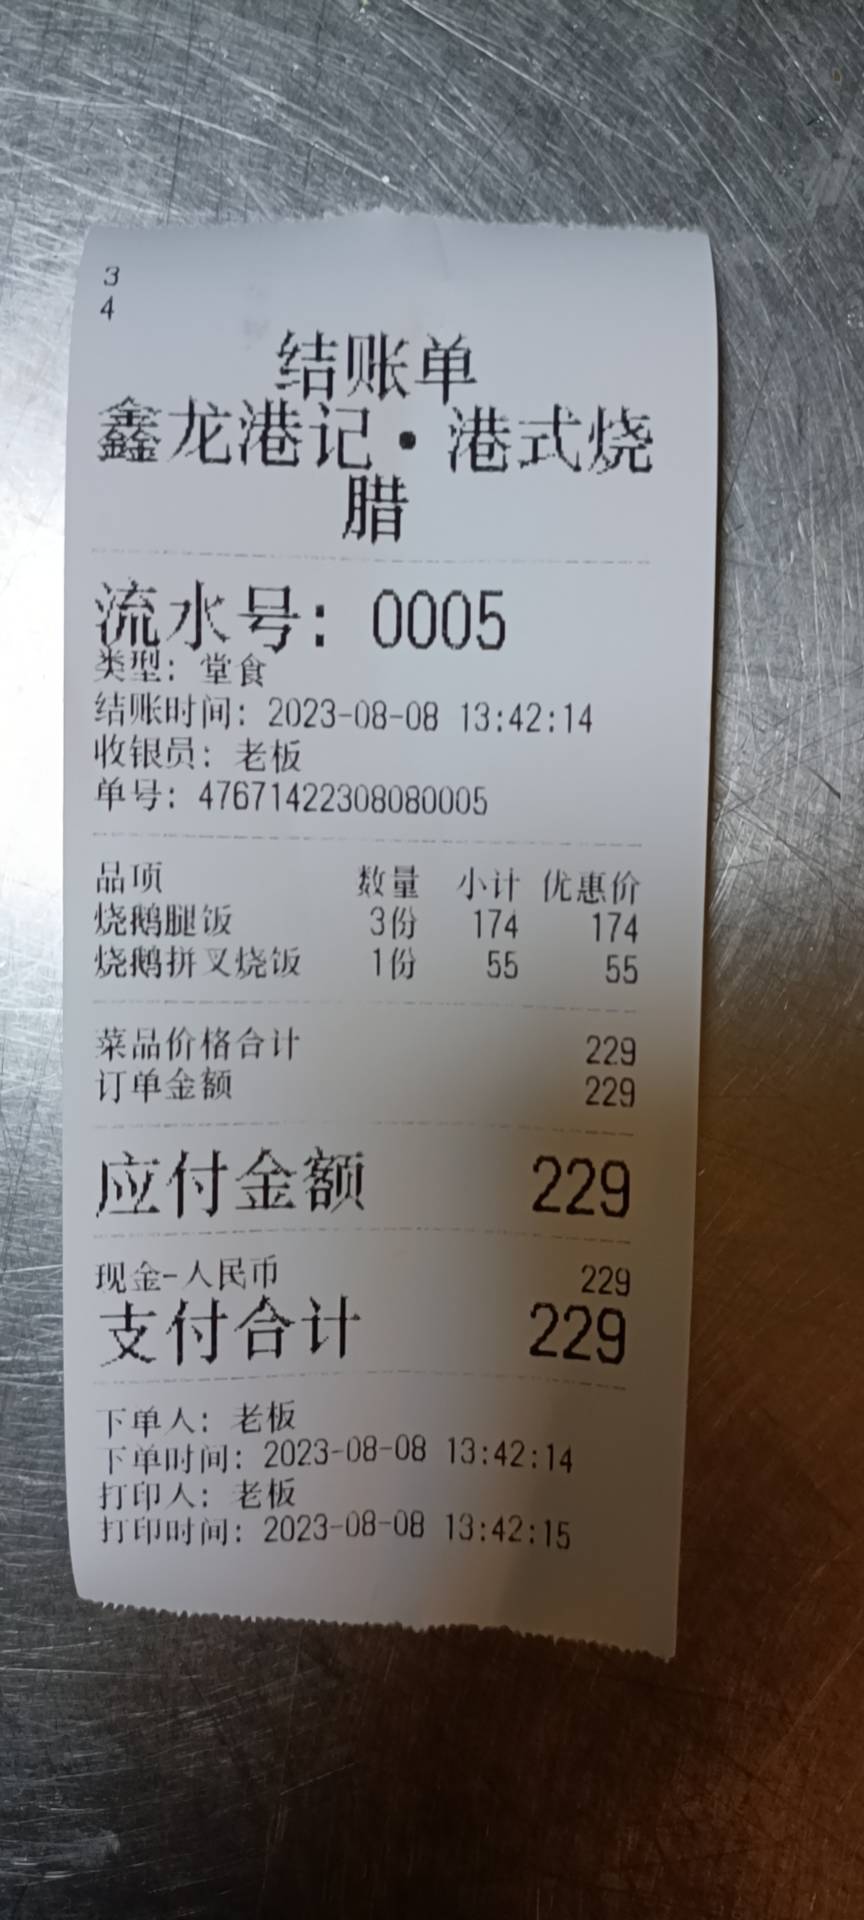 3
4
结账单
鑫龙港记·港式烧
腊
流水号: 0005
类型: 堂食
结账时间: 2023-08-08 13:42:14
收银员: 老板
单号: 47671422308080005
品项 数量 小计 优惠价
烧鹅腿饭 3份 174 174
烧鹅拼叉烧饭 1份 55 55
菜品价格合计 229
订单金额 229
应付金额 229
现金-人民币 229
支付合计 229
下单人: 老板
下单时间: 2023-08-08 13:42:14
打印人: 老板
打印时间: 2023-08-08 13:42:15